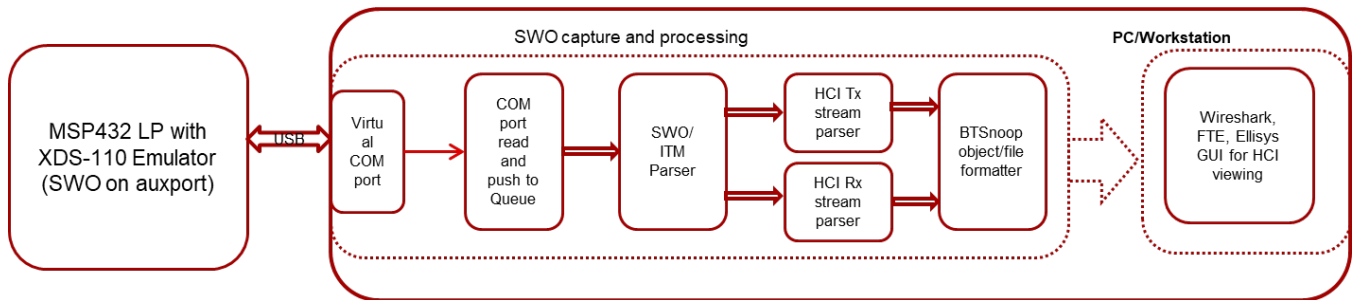 SWO capture and processing
PC/Workstation
MSP432 LP with
XDS-110 Emulator
(SWO on auxport)
USB
Virtu
al
COM
port
COM
port
read
and
push to
Queue
SWO/
ITM
Parser
HCI Tx
stream
parser
HCI Rx
stream
parser
BTSnoop
object/file
formatter
Wireshark,
FTE, Ellisys
GUI for HCI
viewing